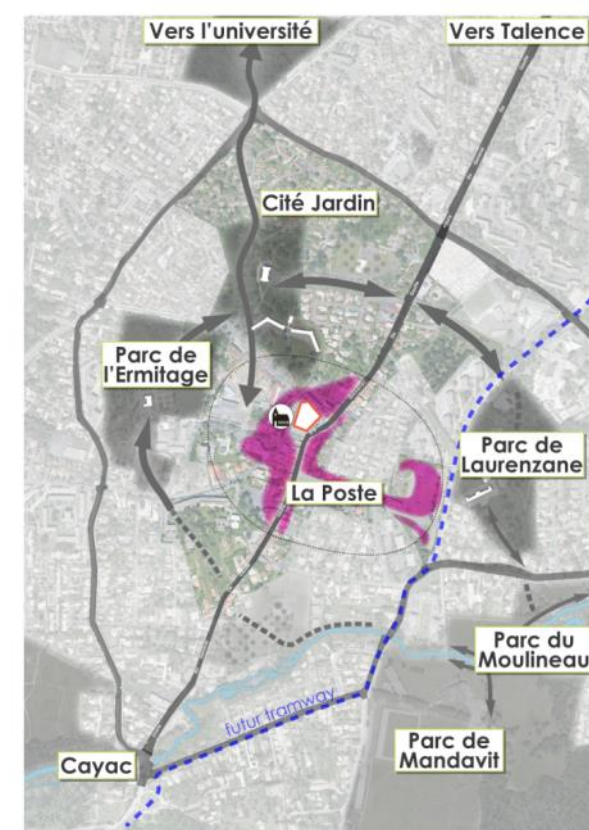 Vers l'université
Vers Talence
Cité Jardin
Parc de
l'Ermitage
Parc de
Laurenzane
La Poste
Parc du
Moulineau
futur tramway
Parc de
Mandavit
Cayac